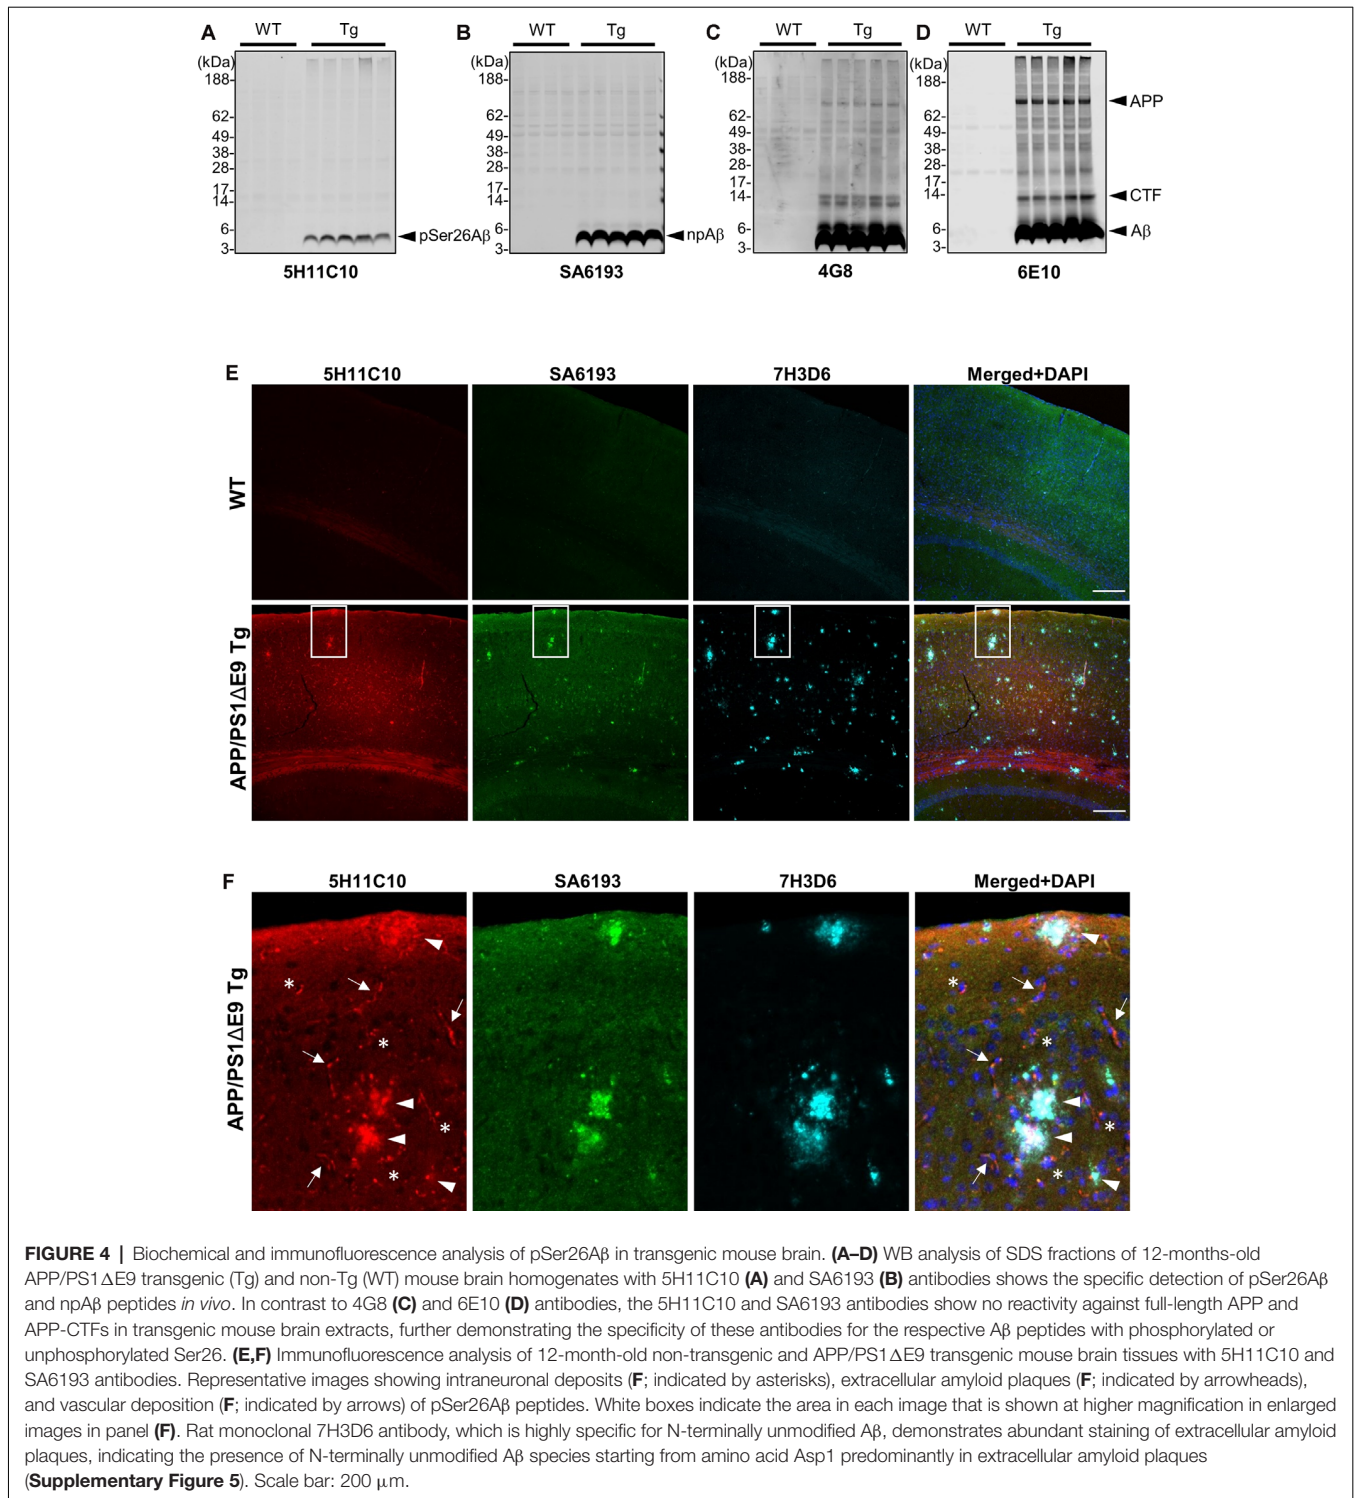 A WT Tg B WT Tg C WT Tg D WT Tg
(kDa) (kDa) (kDa) (kDa)
188- 188- 188- 188-
APP
62- 62- 62- 62-
49- 49- 49- 49-
38- 38- 38- 38-
28- 28- 28- 28-
17- 17- 17- 17-
14- 14- 14- 14- CTF
6- pSer26Aβ 6- npAβ 6- 6- Aβ
3- 3- 3- 3-
5H11C10 SA6193 4G8 6E10
E 5H11C10 SA6193 7H3D6 Merged+DAPI
WT
APP/PS1ΔE9 Tg
F 5H11C10 SA6193 7H3D6 Merged+DAPI
APP/PS1ΔE9 Tg
* * * *
* * * *
FIGURE 4 | Biochemical and immunofluorescence analysis of pSer26Aβ in transgenic mouse brain. (A–D) WB analysis of SDS fractions of 12-months-old
APP/PS1ΔE9 transgenic (Tg) and non-Tg (WT) mouse brain homogenates with 5H11C10 (A) and SA6193 (B) antibodies shows the specific detection of pSer26Aβ
and npAβ peptides in vivo. In contrast to 4G8 (C) and 6E10 (D) antibodies, the 5H11C10 and SA6193 antibodies show no reactivity against full-length APP and
APP-CTFs in transgenic mouse brain extracts, further demonstrating the specificity of these antibodies for the respective Aβ peptides with phosphorylated or
unphosphorylated Ser26. (E,F) Immunofluorescence analysis of 12-month-old non-transgenic and APP/PS1ΔE9 transgenic mouse brain tissues with 5H11C10 and
SA6193 antibodies. Representative images showing intraneuronal deposits (F; indicated by asterisks), extracellular amyloid plaques (F; indicated by arrowheads),
and vascular deposition (F; indicated by arrows) of pSer26Aβ peptides. White boxes indicate the area in each image that is shown at higher magnification in enlarged
images in panel (F). Rat monoclonal 7H3D6 antibody, which is highly specific for N-terminally unmodified Aβ, demonstrates abundant staining of extracellular amyloid
plaques, indicating the presence of N-terminally unmodified Aβ species starting from amino acid Asp1 predominantly in extracellular amyloid plaques
(Supplementary Figure 5). Scale bar: 200 μm.